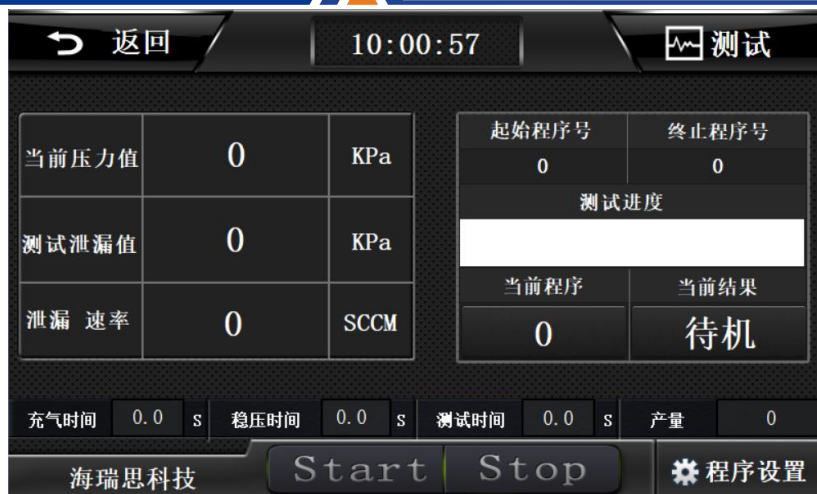 返回
10:00:57
测试
当前压力值 0 KPa
测试泄漏值 0 KPa
泄漏 速率 0 SCCM
起始程序号 终止程序号
0 0
测试进度
当前程序 当前结果
0 待机
充气时间 0.0 S 稳压时间 0.0 S 测试时间 0.0 S 产量 0
海瑞思科技 Start Stop 程序设置